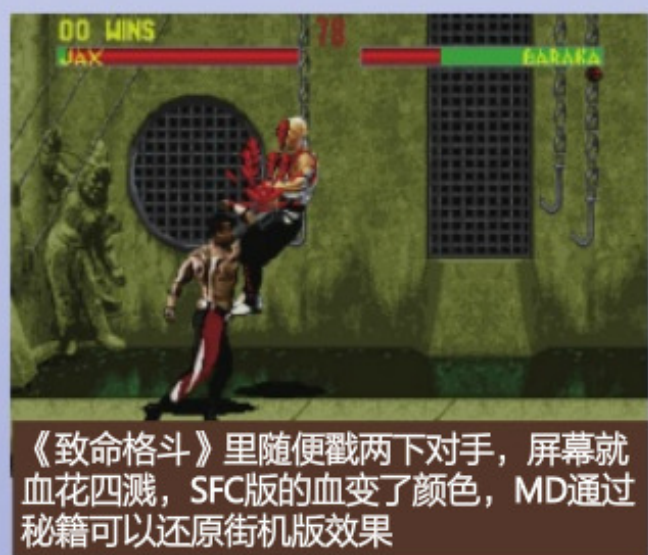 00 WINS
78
JAX
BARAKA
《致命格斗》里随便戳两下对手，屏幕就
血花四溅，SFC版的血变了颜色，MD通过
秘籍可以还原街机版效果